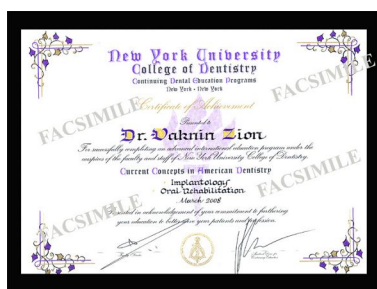 New York University
College of Dentistry
Continuing Dental Education Programs
New York - New York
FACSIMILE
Certificate of Achievement
FACSIMILE
Presented to
Dr. Vaknin Zion
For successfully completing an advanced international education program under the
auspices of the faculty and staff of New York University College of Dentistry.
Current Concepts in American Dentistry
Implantology
Oral Rehabilitation
FACSIMILE
March 2008
FACSIMILE
Presented in acknowledgement of your commitment to furthering
your education to better serve your patients and profession.